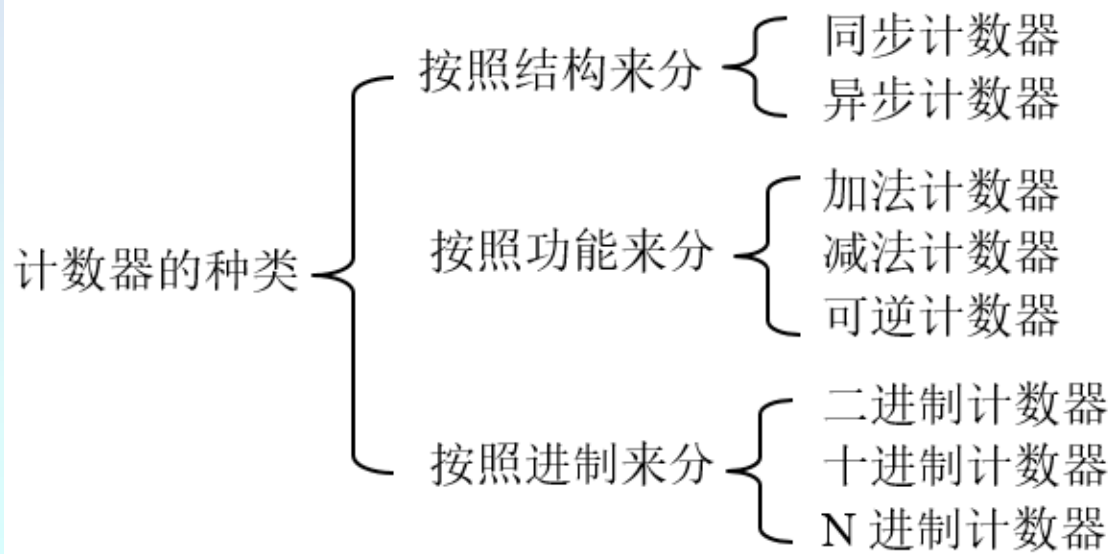 计数器的种类
按照结构来分
同步计数器
异步计数器
按照功能来分
加法计数器
减法计数器
可逆计数器
按照进制来分
二进制计数器
十进制计数器
N 进制计数器